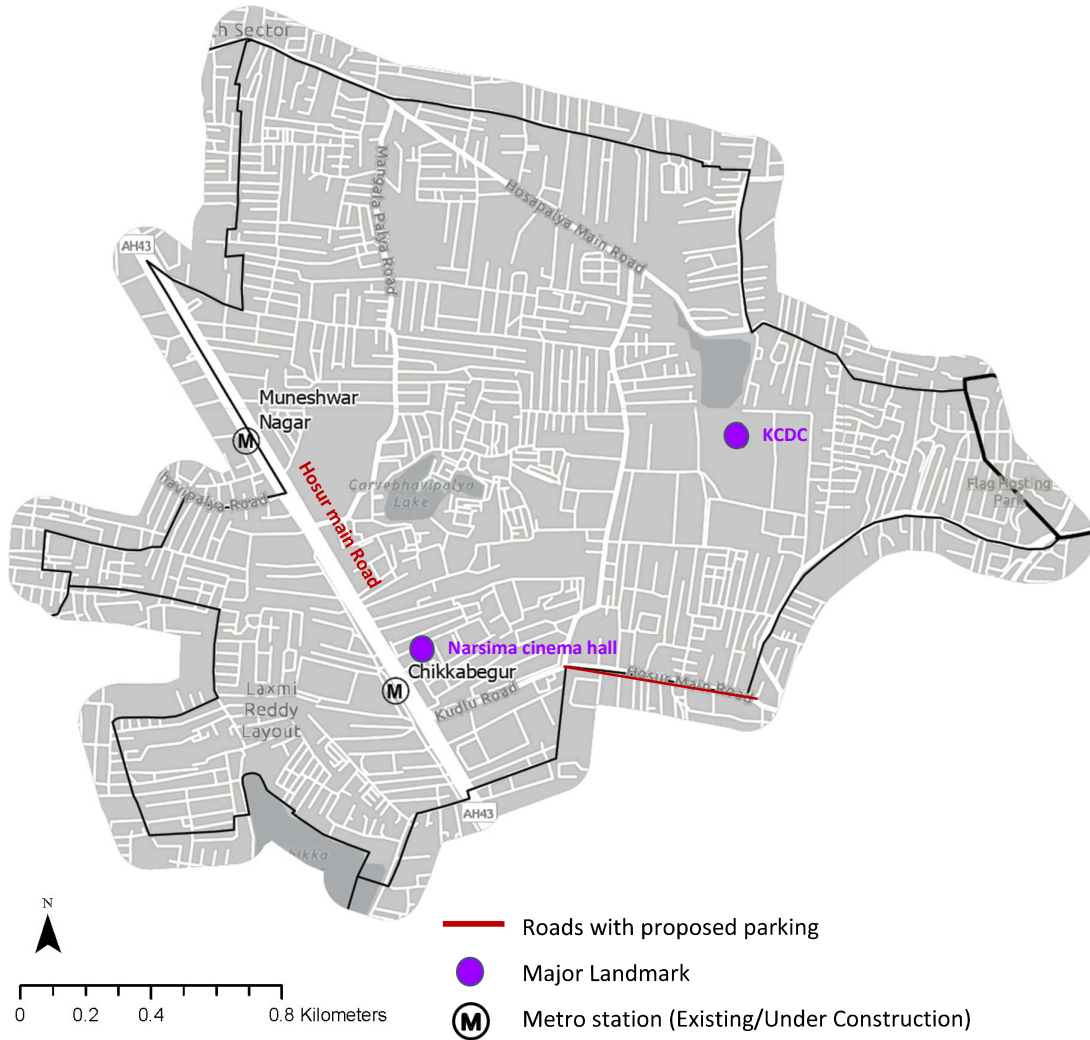 h Sector
AH43
Mangala Palya Road
Hosapalya Main Road
Muneshwar
Nagar
M
KCDC
havipalya-Road
Hosur main Road
Garvebhavipalya
Lake
Flag Hosting
Park
Narsima cinema hall
Chikkabegur
M
Hosur Main Road
Kudlu Road
Laxmi
Reddy
Layout
AH43
hikka
N
Roads with proposed parking
Major Landmark
0 0.2 0.4 0.8 Kilometers
M Metro station (Existing/Under Construction)